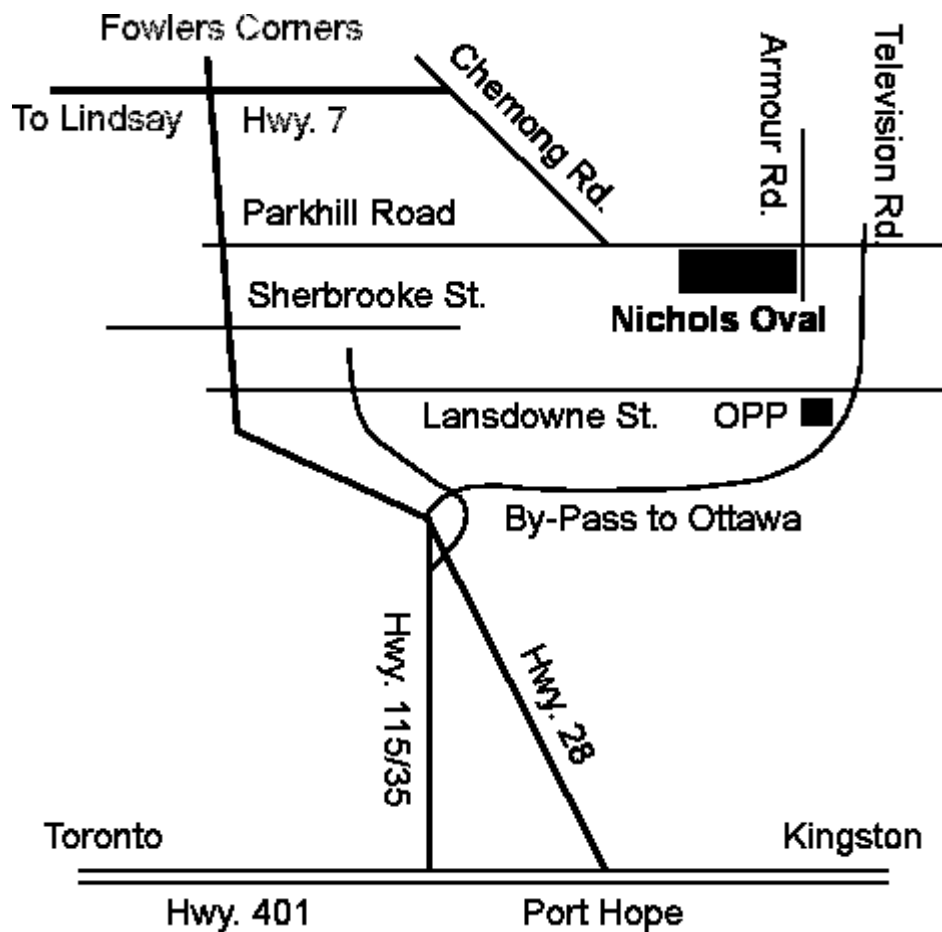 Fowlers Corners
To Lindsay
Hwy. 7
Chemong Rd.
Armour Rd.
Television Rd.
Parkhill Road
Sherbrooke St.
Nichols Oval
Lansdowne St.
OPP
By-Pass to Ottawa
Hwy. 115/35
Hwy. 28
Toronto
Kingston
Hwy. 401
Port Hope